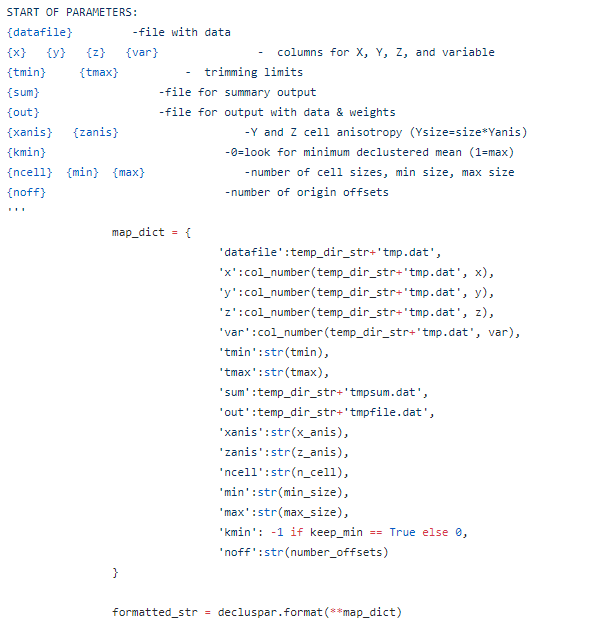 START OF PARAMETERS:
{datafile}         -file with data
{x}   {y}   {z}   {var}               -  columns for X, Y, Z, and variable
{tmin}     {tmax}          -  trimming limits
{sum}                  -file for summary output
{out}                  -file for output with data & weights
{xanis}   {zanis}                   -Y and Z cell anisotropy (Ysize=size*Yanis)
{kmin}                           -0=look for minimum declustered mean (1=max)
{ncell}  {min}  {max}               -number of cell sizes, min size, max size
{noff}                           -number of origin offsets
'''
                map_dict = {
                                'datafile':temp_dir_str+'tmp.dat',
                                'x':col_number(temp_dir_str+'tmp.dat', x),
                                'y':col_number(temp_dir_str+'tmp.dat', y),
                                'z':col_number(temp_dir_str+'tmp.dat', z),
                                'var':col_number(temp_dir_str+'tmp.dat', var),
                                'tmin':str(tmin),
                                'tmax':str(tmax),
                                'sum':temp_dir_str+'tmpsum.dat',
                                'out':temp_dir_str+'tmpfile.dat',
                                'xanis':str(x_anis),
                                'zanis':str(z_anis),
                                'ncell':str(n_cell),
                                'min':str(min_size),
                                'max':str(max_size),
                                'kmin': -1 if keep_min == True else 0,
                                'noff':str(number_offsets)
                }
                formatted_str = decluspar.format(**map_dict)